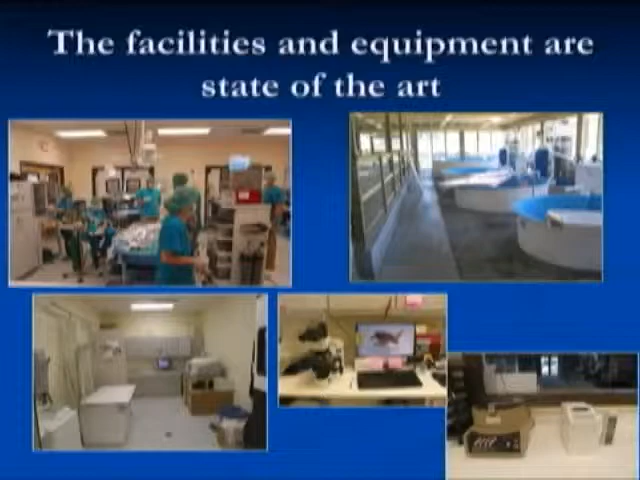 The facilities and equipment are
state of the art